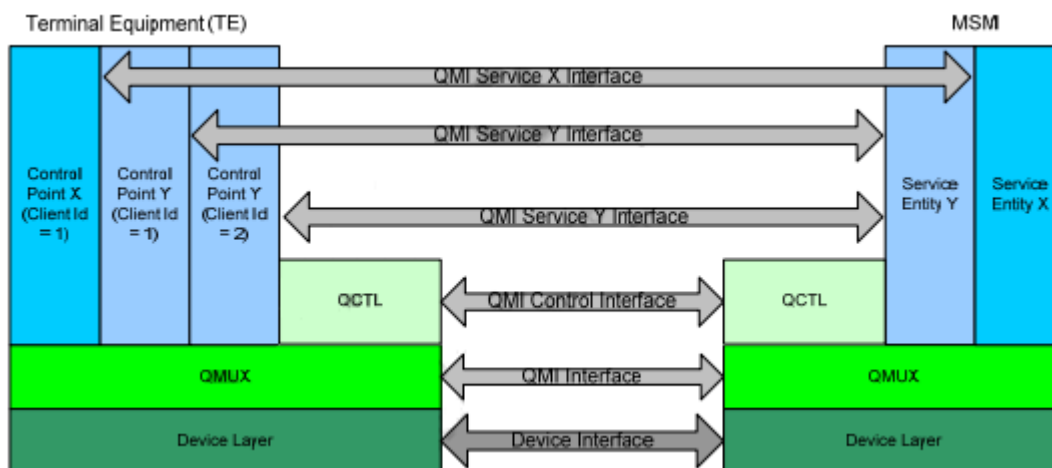 Terminal Equipment (TE)
MSM
QMI Service X Interface
QMI Service Y Interface
Control
Point X
(Client Id
= 1)
Control
Point Y
(Client Id
= 1)
Control
Point Y
(Client Id
= 2)
Service
Entity Y
Service
Entity X
QMI Service Y Interface
QCTL
QMI Control Interface
QCTL
QMUX
QMI Interface
QMUX
Device Layer
Device Interface
Device Layer